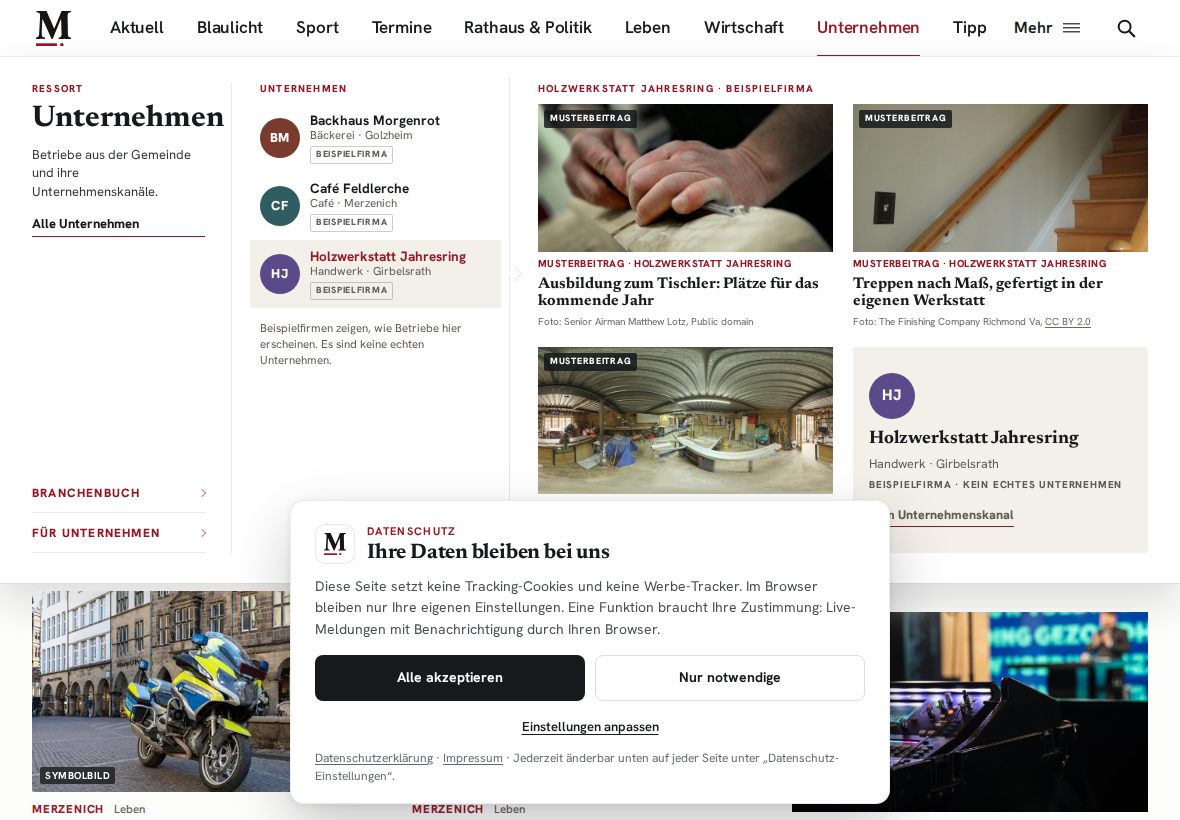 M
Aktuell
Blaulicht
Sport
Termine
Rathaus & Politik
Leben
Wirtschaft
Unternehmen
Tipp
Mehr
RESSORT
Unternehmen
Betriebe aus der Gemeinde
und ihre
Unternehmenskanäle.
Alle Unternehmen
BRANCHENBUCH
FÜR UNTERNEHMEN
UNTERNEHMEN
BM
Backhaus Morgenrot
Bäckerei · Golzheim
BEISPIELFIRMA
CF
Café Feldlerche
Café · Merzenich
BEISPIELFIRMA
HJ
Holzwerkstatt Jahresring
Handwerk · Girbelsrath
BEISPIELFIRMA
Beispielfirmen zeigen, wie Betriebe hier
erscheinen. Es sind keine echten
Unternehmen.
HOLZWERKSTATT JAHRESRING · BEISPIELFIRMA
MUSTERBEITRAG
MUSTERBEITRAG · HOLZWERKSTATT JAHRESRING
Ausbildung zum Tischler: Plätze für das
kommende Jahr
Foto: Senior Airman Matthew Lotz, Public domain
MUSTERBEITRAG
MUSTERBEITRAG · HOLZWERKSTATT JAHRESRING
Treppen nach Maß, gefertigt in der
eigenen Werkstatt
Foto: The Finishing Company Richmond Va, CC BY 2.0
MUSTERBEITRAG
HJ
Holzwerkstatt Jahresring
Handwerk · Girbelsrath
BEISPIELFIRMA · KEIN ECHTES UNTERNEHMEN
Unternehmenskanal
M
DATENSCHUTZ
Ihre Daten bleiben bei uns
Diese Seite setzt keine Tracking-Cookies und keine Werbe-Tracker. Im Browser
bleiben nur Ihre eigenen Einstellungen. Eine Funktion braucht Ihre Zustimmung: Live-
Meldungen mit Benachrichtigung durch Ihren Browser.
Alle akzeptieren
Nur notwendige
Einstellungen anpassen
Datenschutzerklärung · Impressum · Jederzeit änderbar unten auf jeder Seite unter „Datenschutz-
Einstellungen“.
SYMBOLBILD
MERZENICH Leben
MERZENICH Leben